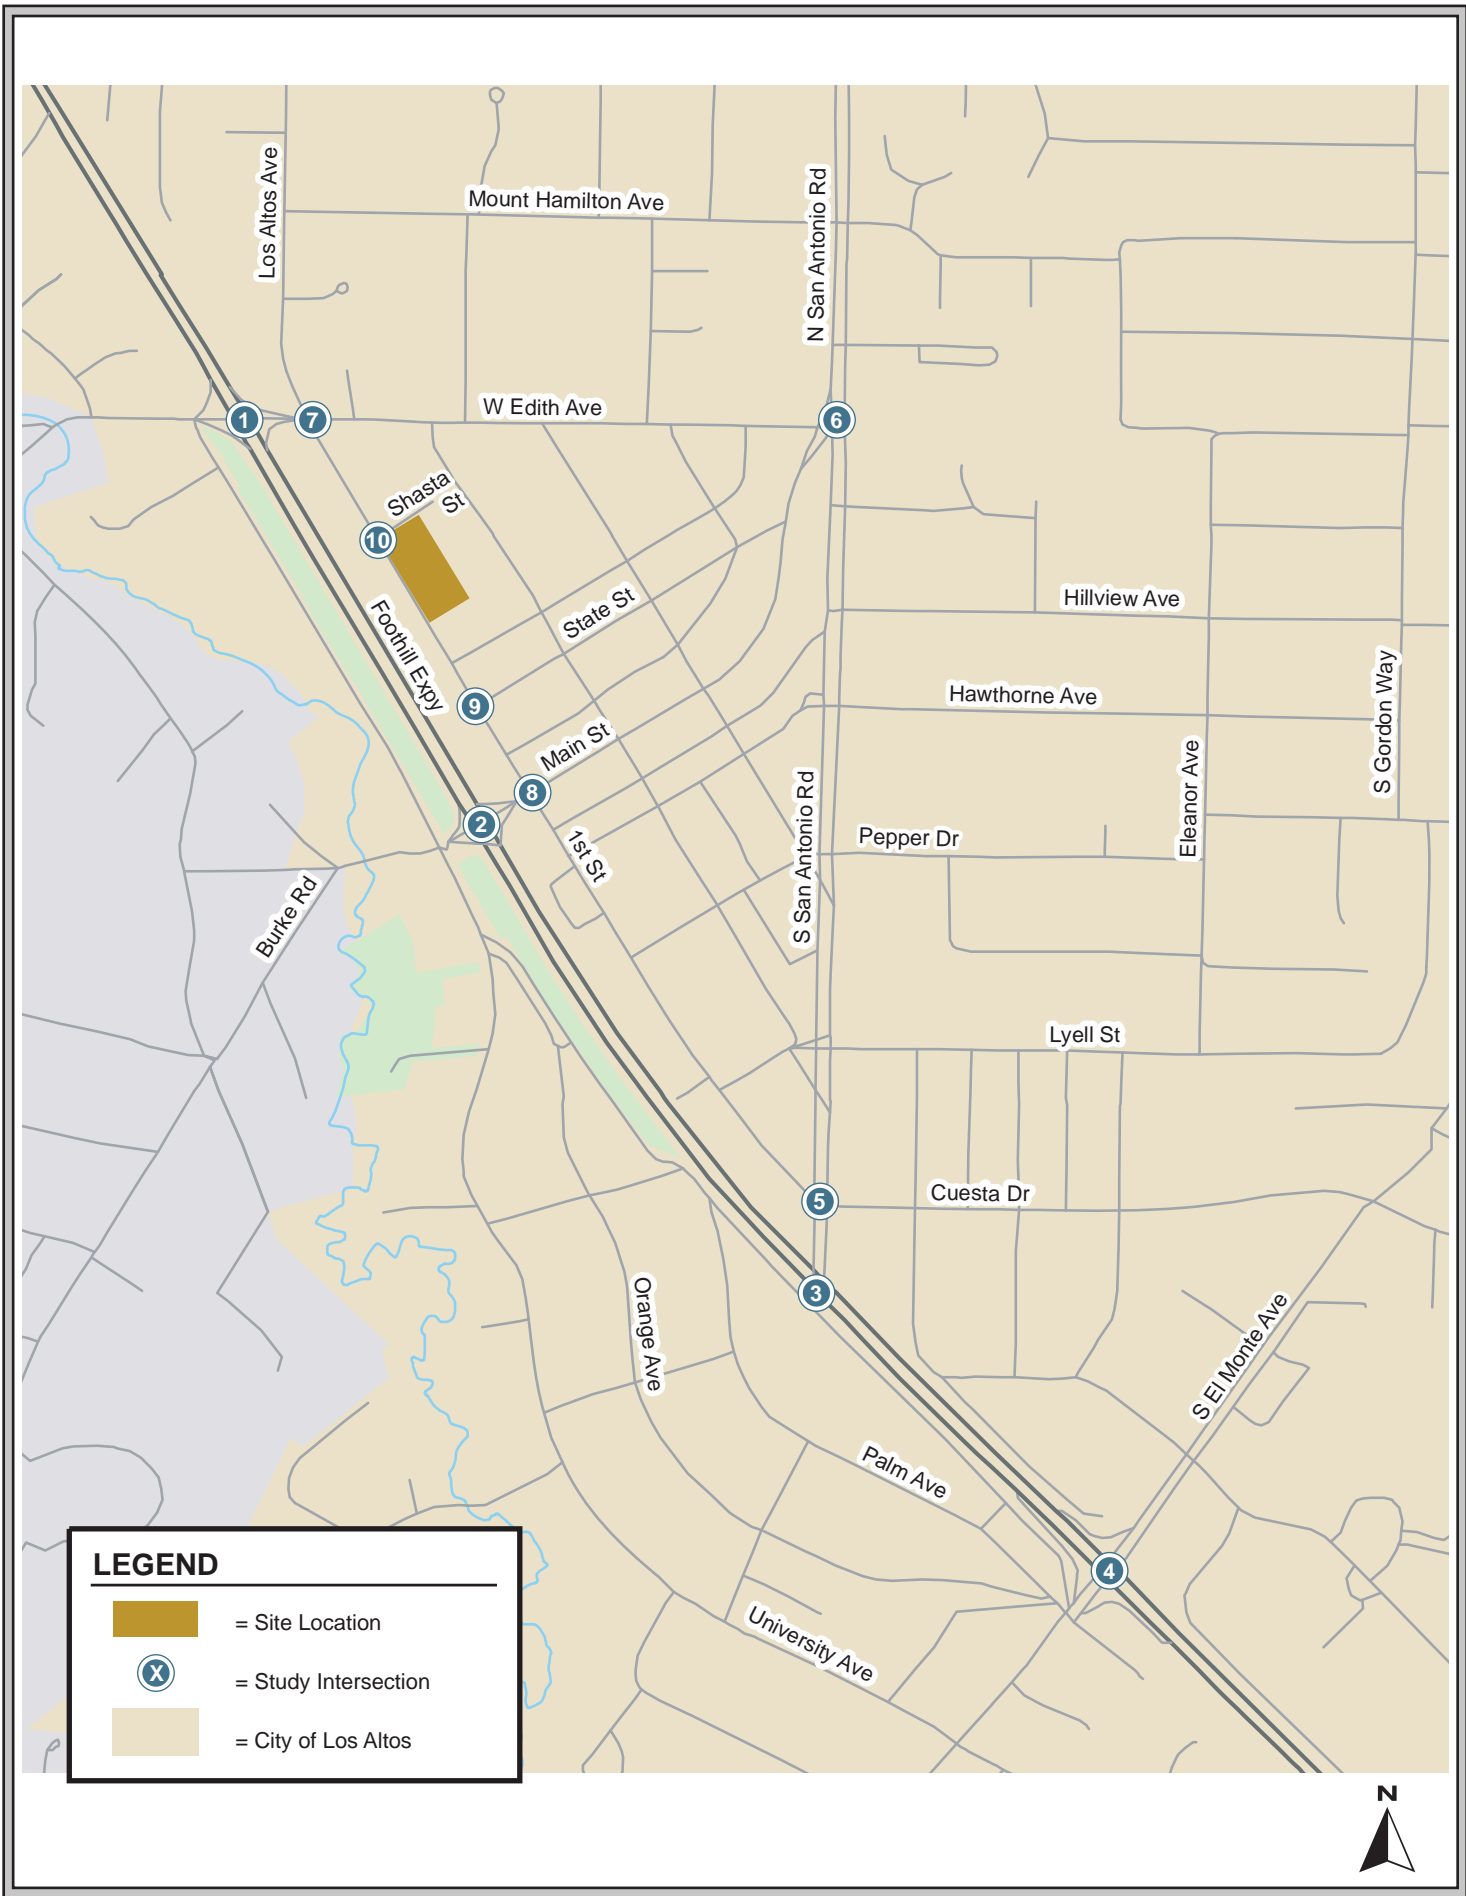 Los Altos Ave
Mount Hamilton Ave
N San Antonio Rd
W Edith Ave
1
7
6
Shasta
St
10
State St
Foothill Expy
Hillview Ave
Hawthorne Ave
S Gordon Way
9
Main St
8
2
1st St
S San Antonio Rd
Pepper Dr
Eleanor Ave
Burke Rd
Lyell St
5
Cuesta Dr
3
Orange Ave
S El Monte Ave
Palm Ave
4
University Ave
LEGEND
= Site Location
X
= Study Intersection
= City of Los Altos
N